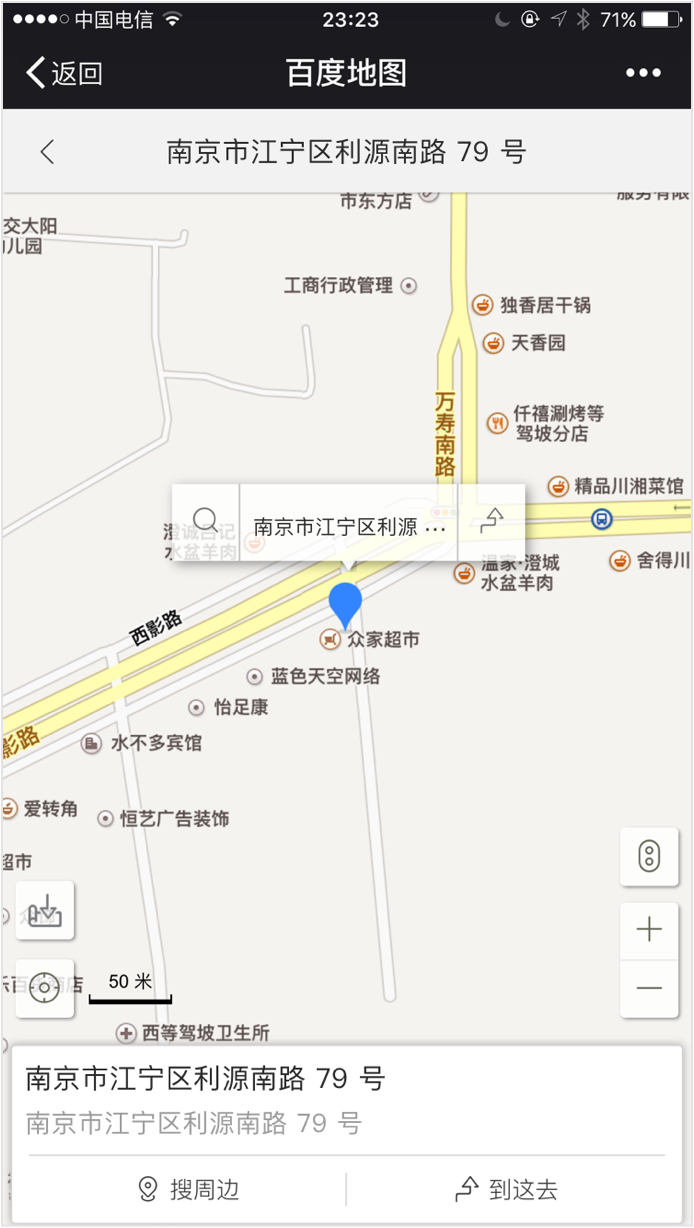 中国电信
23:23
71%
返回
百度地图
南京市江宁区利源南路 79 号
市东方店
服务有限
交大阳
儿园
工商行政管理
独香居干锅
天香园
万寿南路
仟禧涮烤等
驾坡分店
精品川湘菜馆
南京市江宁区利源 ...
澄诚吕记
水盆羊肉
温家·澄城
水盆羊肉
舍得川
西影路
众家超市
蓝色天空网络
怡足康
影路
水不多宾馆
爱转角
恒艺广告装饰
超市
50 米
西等驾坡卫生所
南京市江宁区利源南路 79 号
南京市江宁区利源南路 79 号
搜周边
到这去